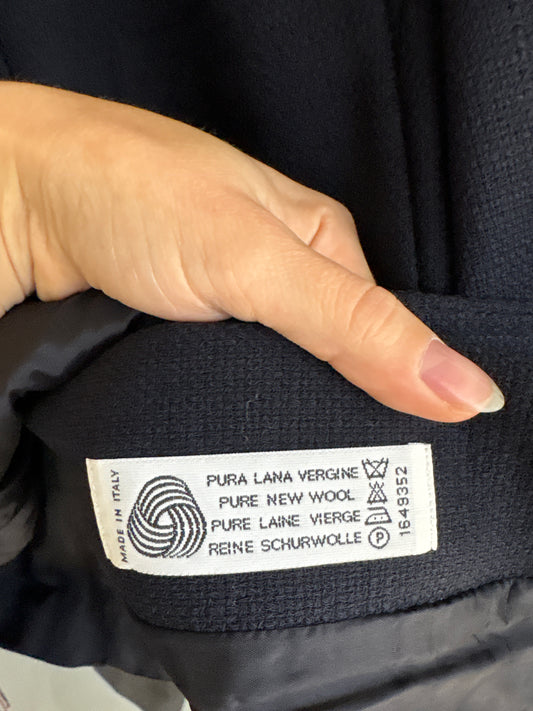 MADE IN ITALY
PURA LANA VERGINE
PURE NEW WOOL
PURE LAINE VIERGE
REINE SCHURWOLLE
P
1649352